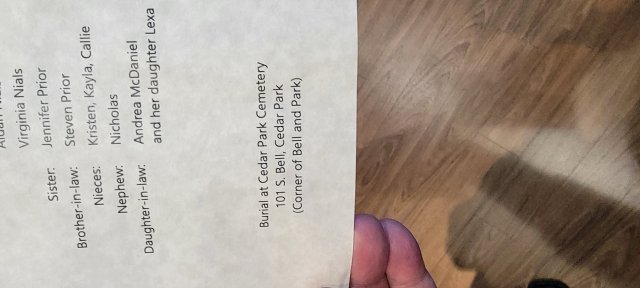 Virginia Nials
Sister: Jennifer Prior
Brother-in-law: Steven Prior
Nieces: Kristen, Kayla, Callie
Nephew: Nicholas
Daughter-in-law: Andrea McDaniel
and her daughter Lexa
Burial at Cedar Park Cemetery
101 S. Bell, Cedar Park
(Corner of Bell and Park)